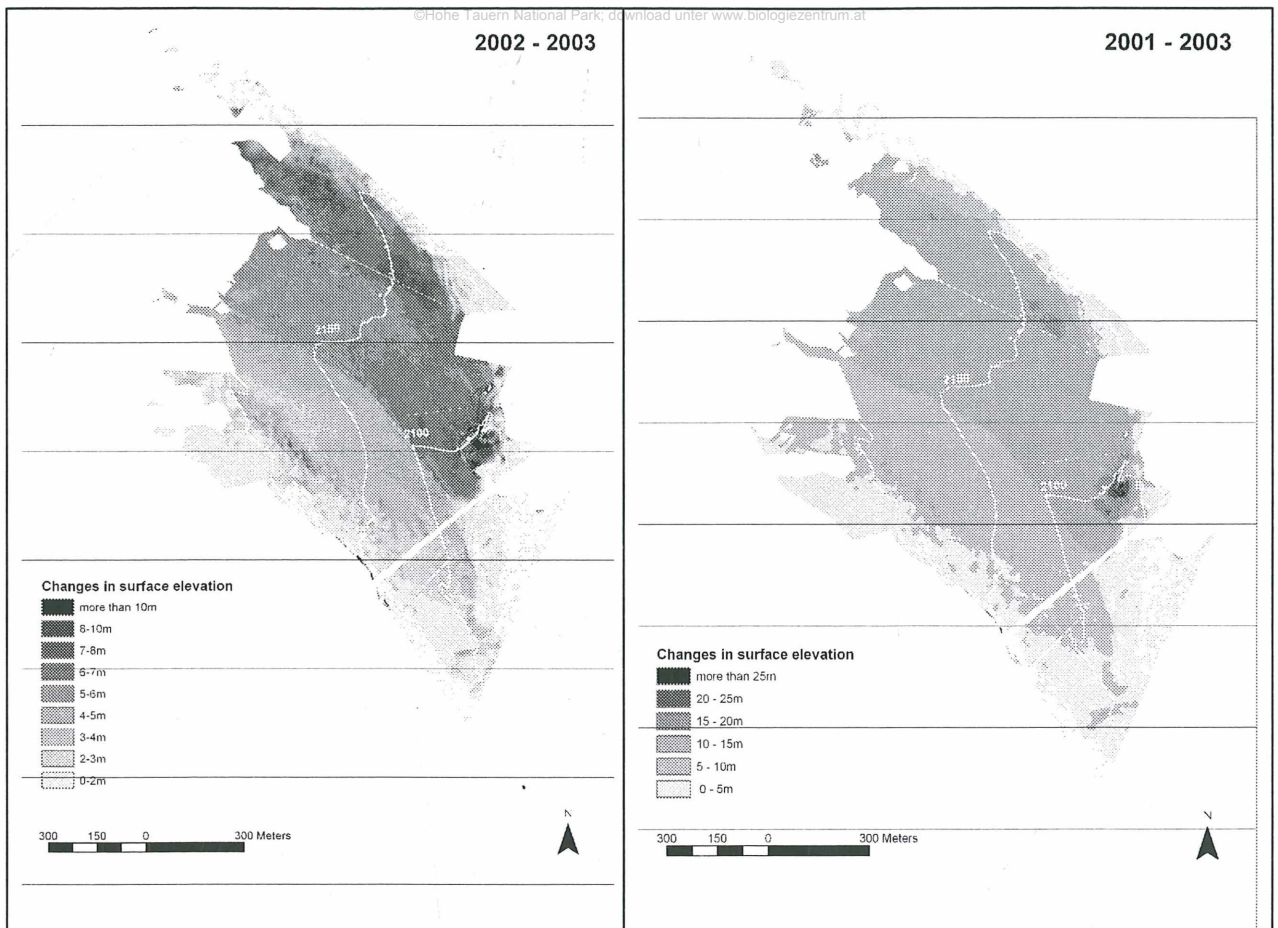 ©Hohe Tauern National Park; download unter www.biologiezentrum.at
2002 - 2003
2100
Changes in surface elevation
more than 10m
8-10m
7-8m
6-7m
5-6m
4-5m
3-4m
2-3m
0-2m
300 150 0 300 Meters
N
2001 - 2003
Changes in surface elevation
more than 25m
20 - 25m
15 - 20m
10 - 15m
5 - 10m
0 - 5m
300 150 0 300 Meters
N